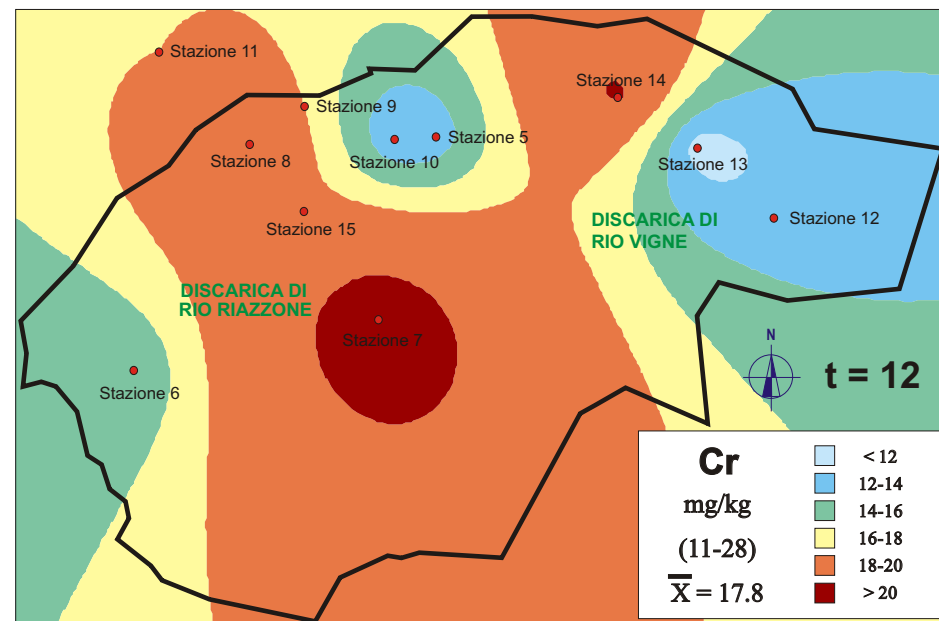 Stazione 11
Stazione 14
Stazione 9
Stazione 5
Stazione 8
Stazione 10
Stazione 13
Stazione 15
Stazione 12
DISCARICA DI
RIO VIGNE
DISCARICA DI
RIO RIAZZONE
Stazione 7
N
Stazione 6
t = 12
Cr
mg/kg
(11-28)
X = 17.8
< 12
12-14
14-16
16-18
18-20
> 20